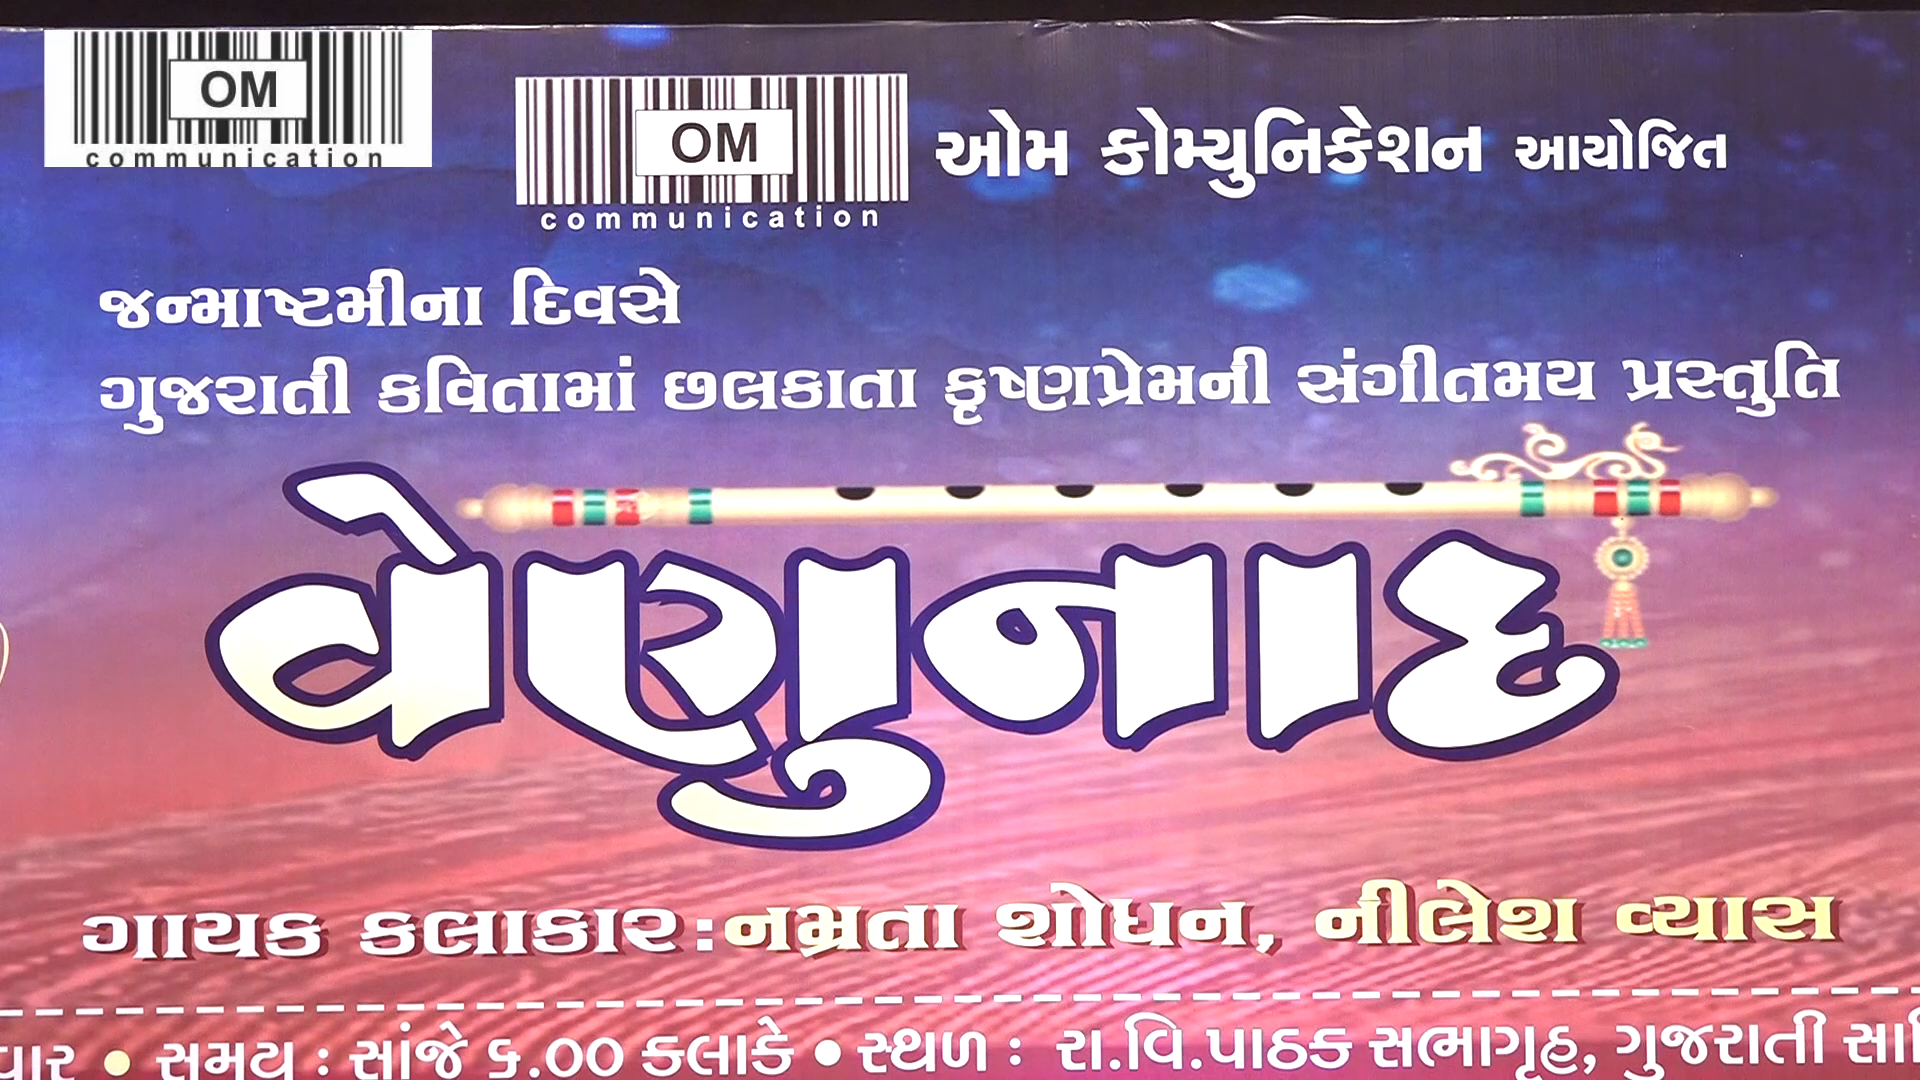 OM
communication
OM
communication
ઓમ કોમ્યુનિકેશન આયોજિત
જન્માષ્ટમીના દિવસે
ગુજરાતી કવિતામાં છલકાતા કૃષ્ણપ્રેમની સંગીતમય પ્રસ્તુતિ
વેણુનાદ
ગાયક કલાકાર : નમ્રતા શોધન, નીલેશ વ્યાસ
વાર • સમય : સાંજે ૬.૦૦ કલાકે • સ્થળ : રા.વિ.પાઠક સભાગૃહ, ગુજરાતી